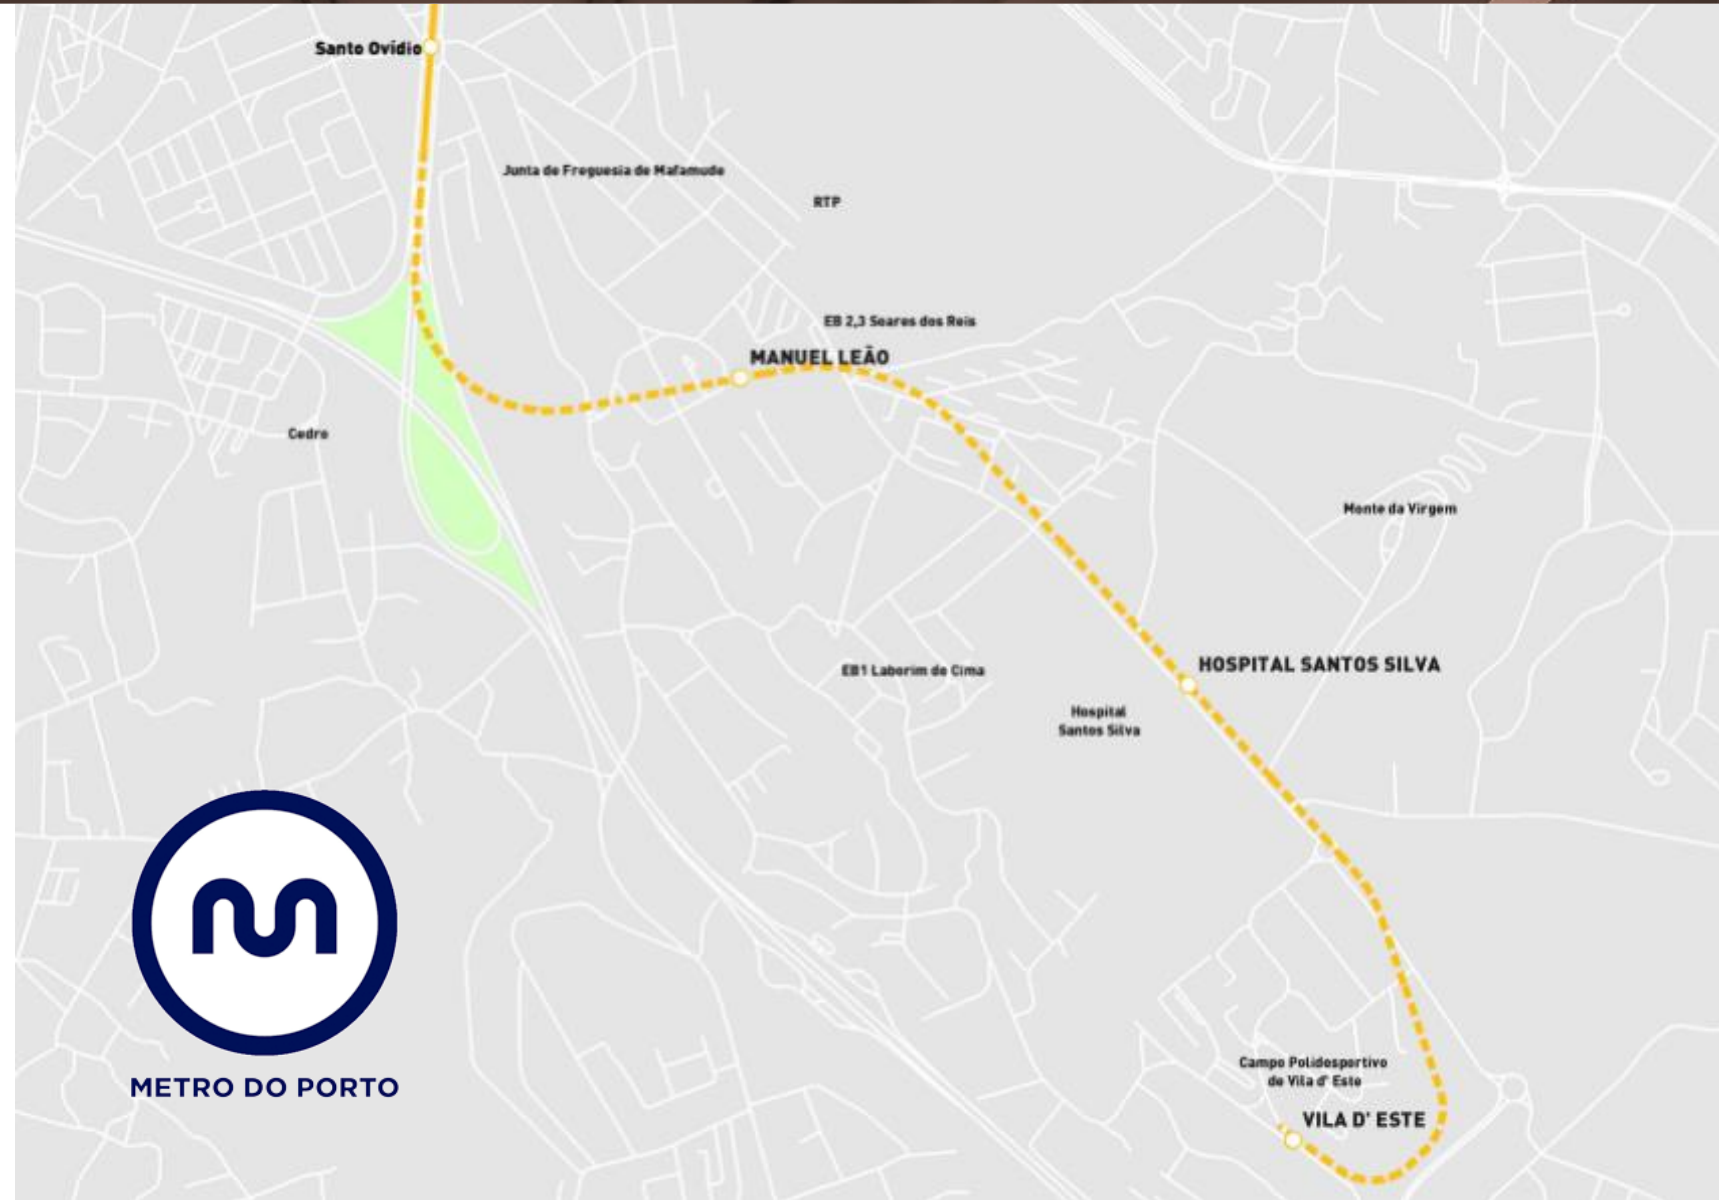 Santo Ovídio
Junta de Freguesia de Mafamude
RTP
EB 2,3 Soares dos Reis
MANUEL LEÃO
Cedro
Monte da Virgem
HOSPITAL SANTOS SILVA
EB1 Laborim de Cima
Hospital
Santos Silva
METRO DO PORTO
Campo Polidesportivo
de Vila d' Este
VILA D' ESTE